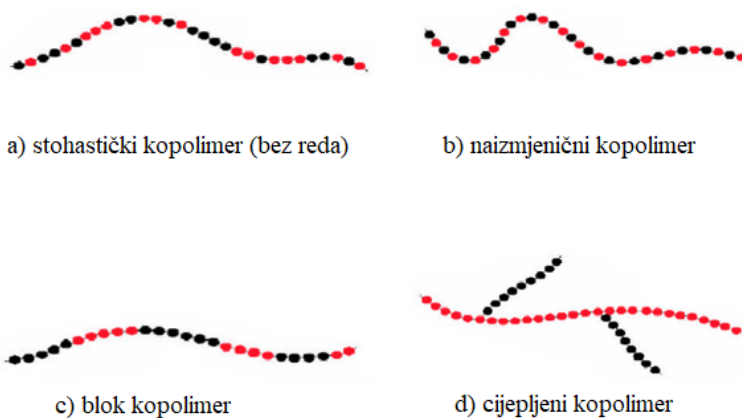 a) stohastički kopolimer (bez reda)
b) naizmjenični kopolimer
c) blok kopolimer
d) cijepljeni kopolimer